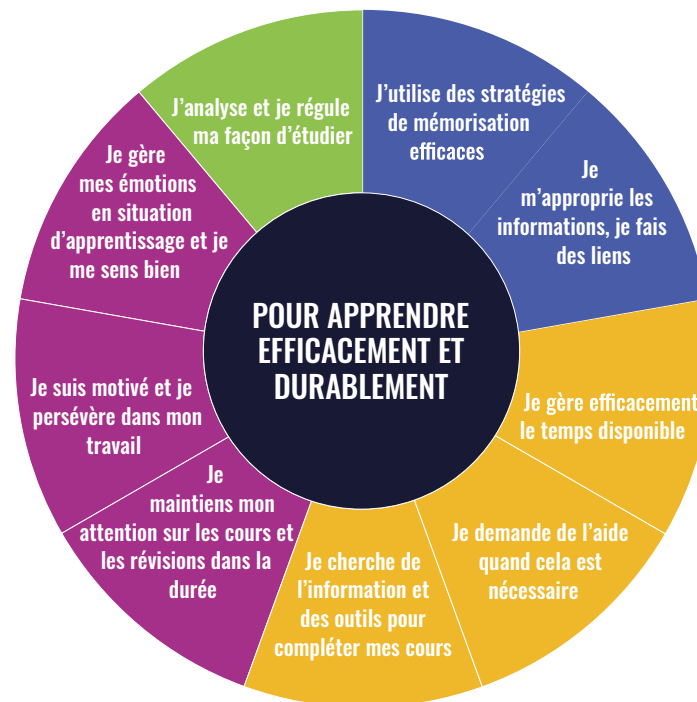 POUR APPRENDRE
EFFICACEMENT ET
DURABLEMENT
J’utilise des stratégies
de mémorisation
efficaces
Je
m’approprie les
informations, je fais
des liens
Je gère efficacement
le temps disponible
Je demande de l’aide
quand cela est
nécessaire
Je cherche de
l’information et
des outils pour
compléter mes cours
Je
maintiens mon
attention sur les cours et
les révisions dans la
durée
Je suis motivé et je
persévère dans mon
travail
Je gère
mes émotions
en situation
d’apprentissage et je
me sens bien
J’analyse et je régule
ma façon d’étudier